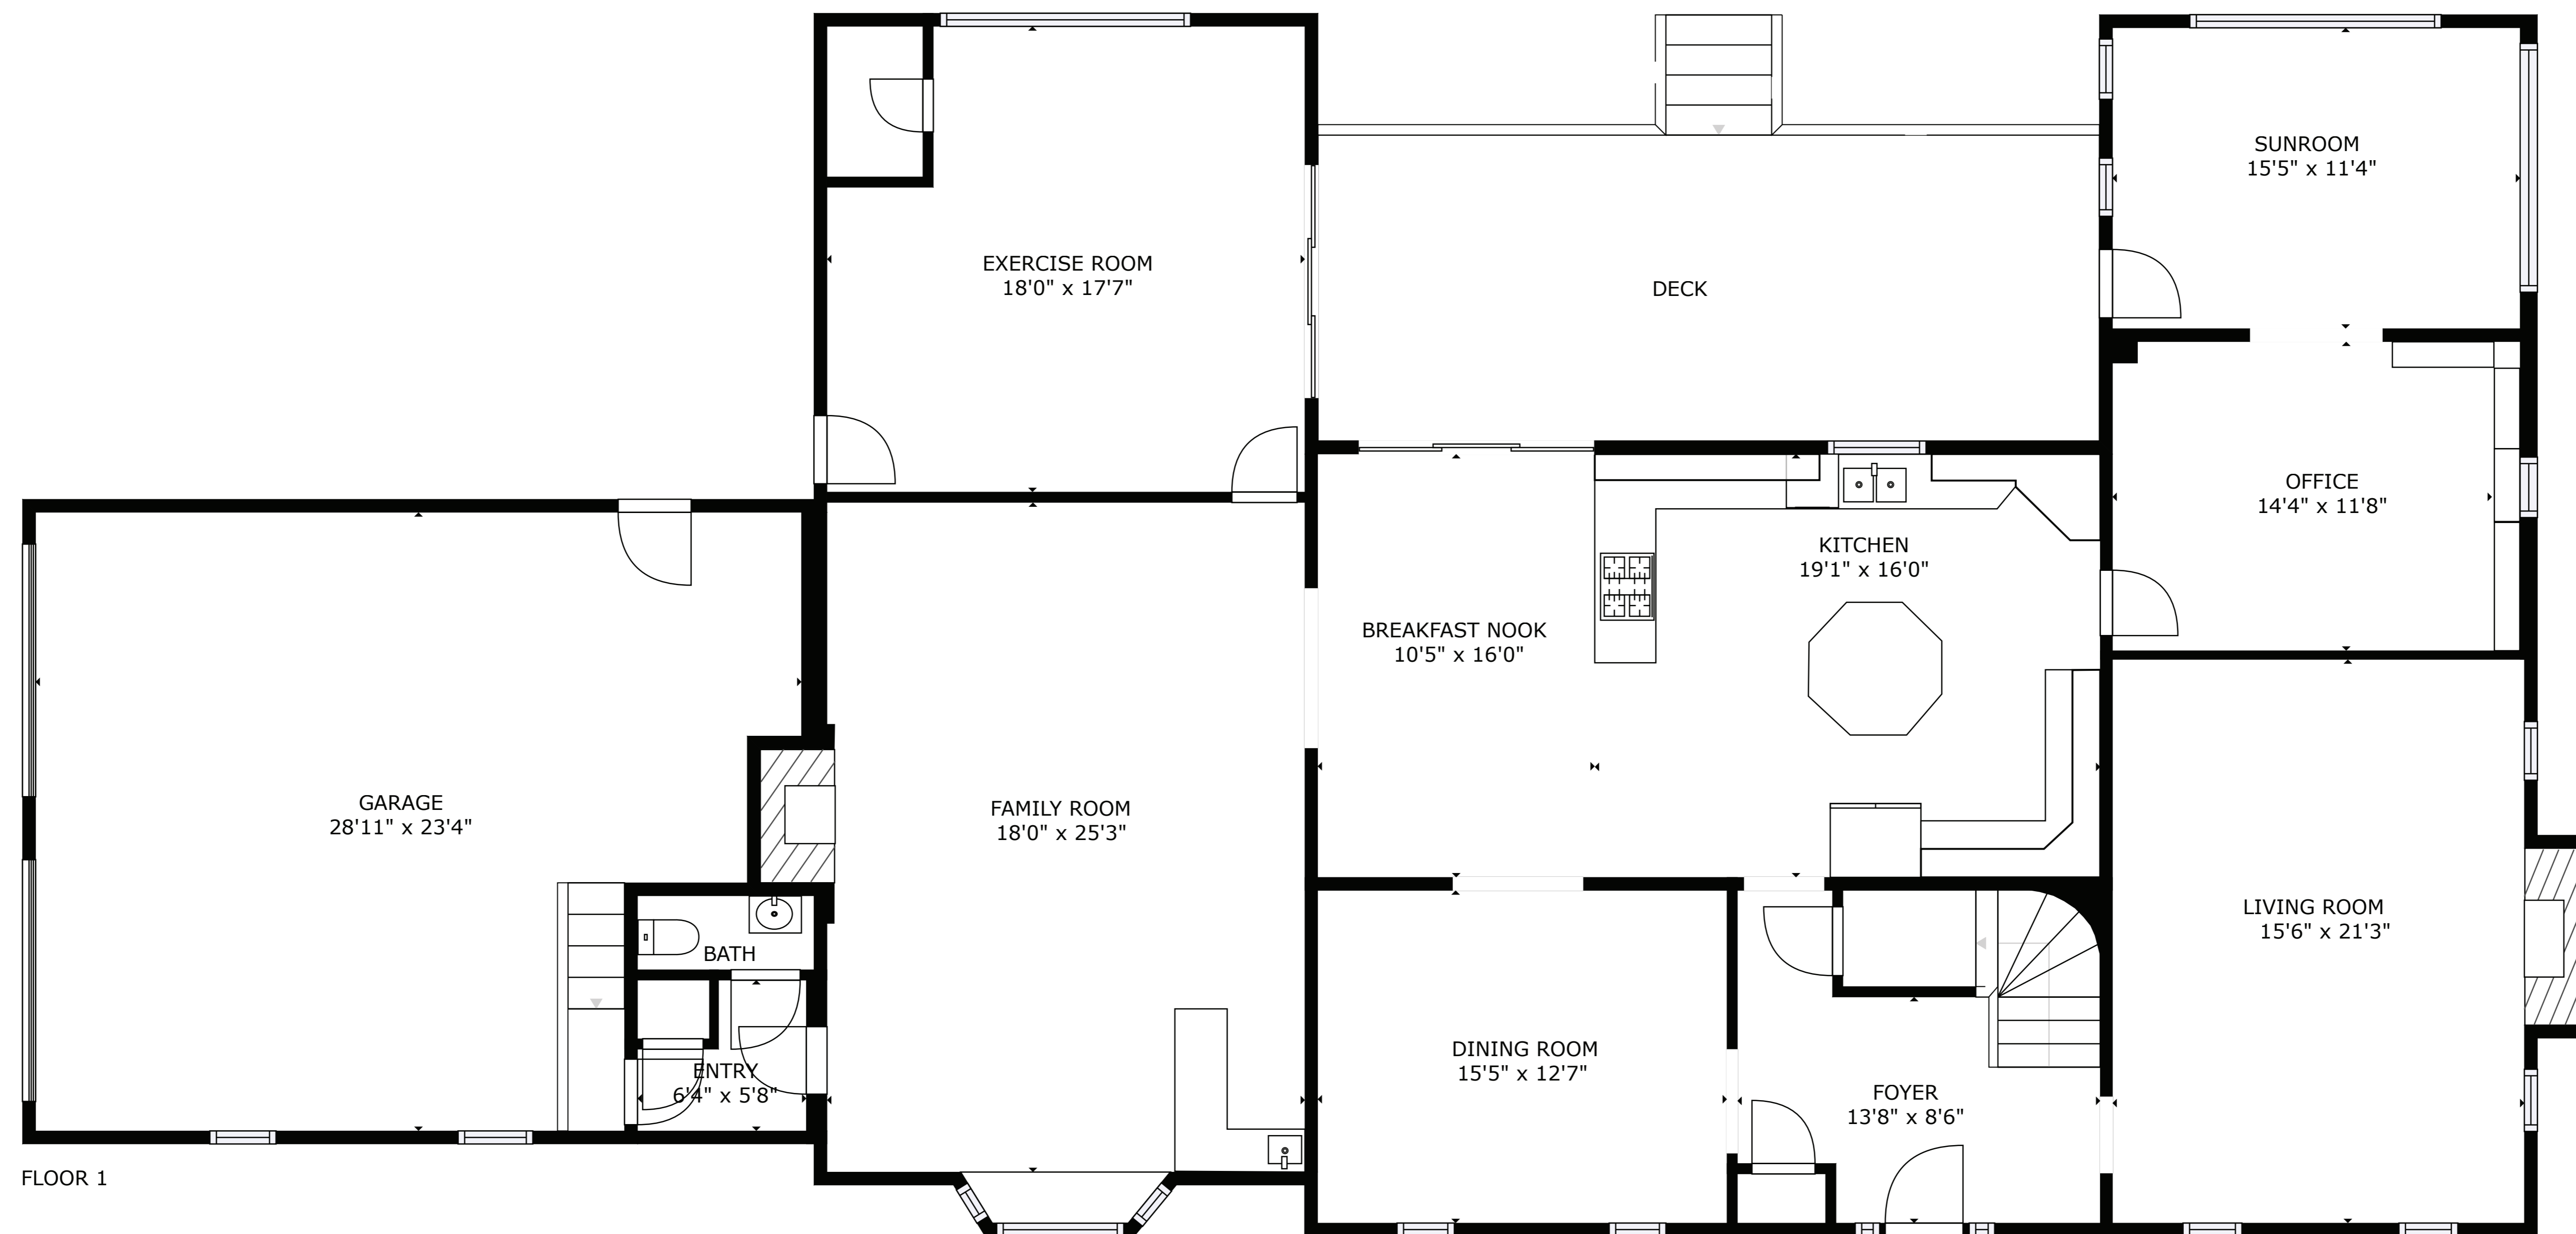 SUNROOM
15'5" x 11'4"
EXERCISE ROOM
18'0" x 17'7"
DECK
OFFICE
14'4" x 11'8"
KITCHEN
19'1" x 16'0"
BREAKFAST NOOK
10'5" x 16'0"
GARAGE
28'11" x 23'4"
FAMILY ROOM
18'0" x 25'3"
LIVING ROOM
15'6" x 21'3"
BATH
DINING ROOM
15'5" x 12'7"
ENTRY
6'4" x 5'8"
FOYER
13'8" x 8'6"
FLOOR 1